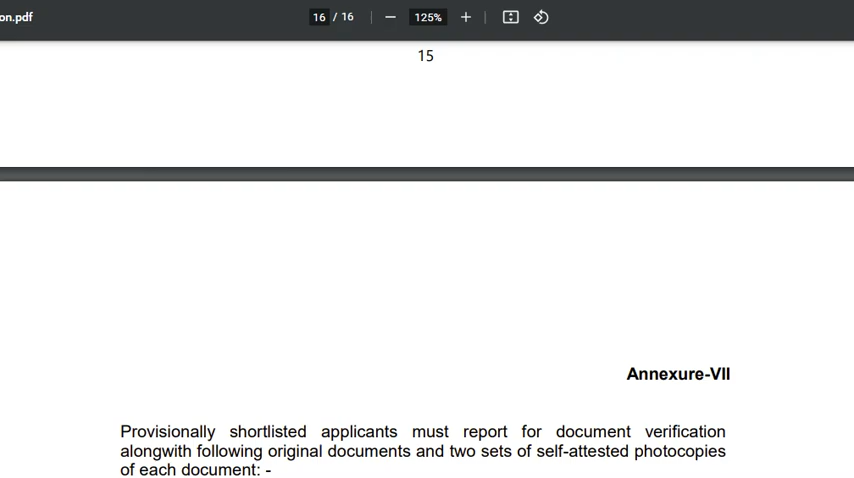 on.pdf
16 / 16
125%
15
Annexure-VII
Provisionally shortlisted applicants must report for document verification
alongwith following original documents and two sets of self-attested photocopies
of each document: -